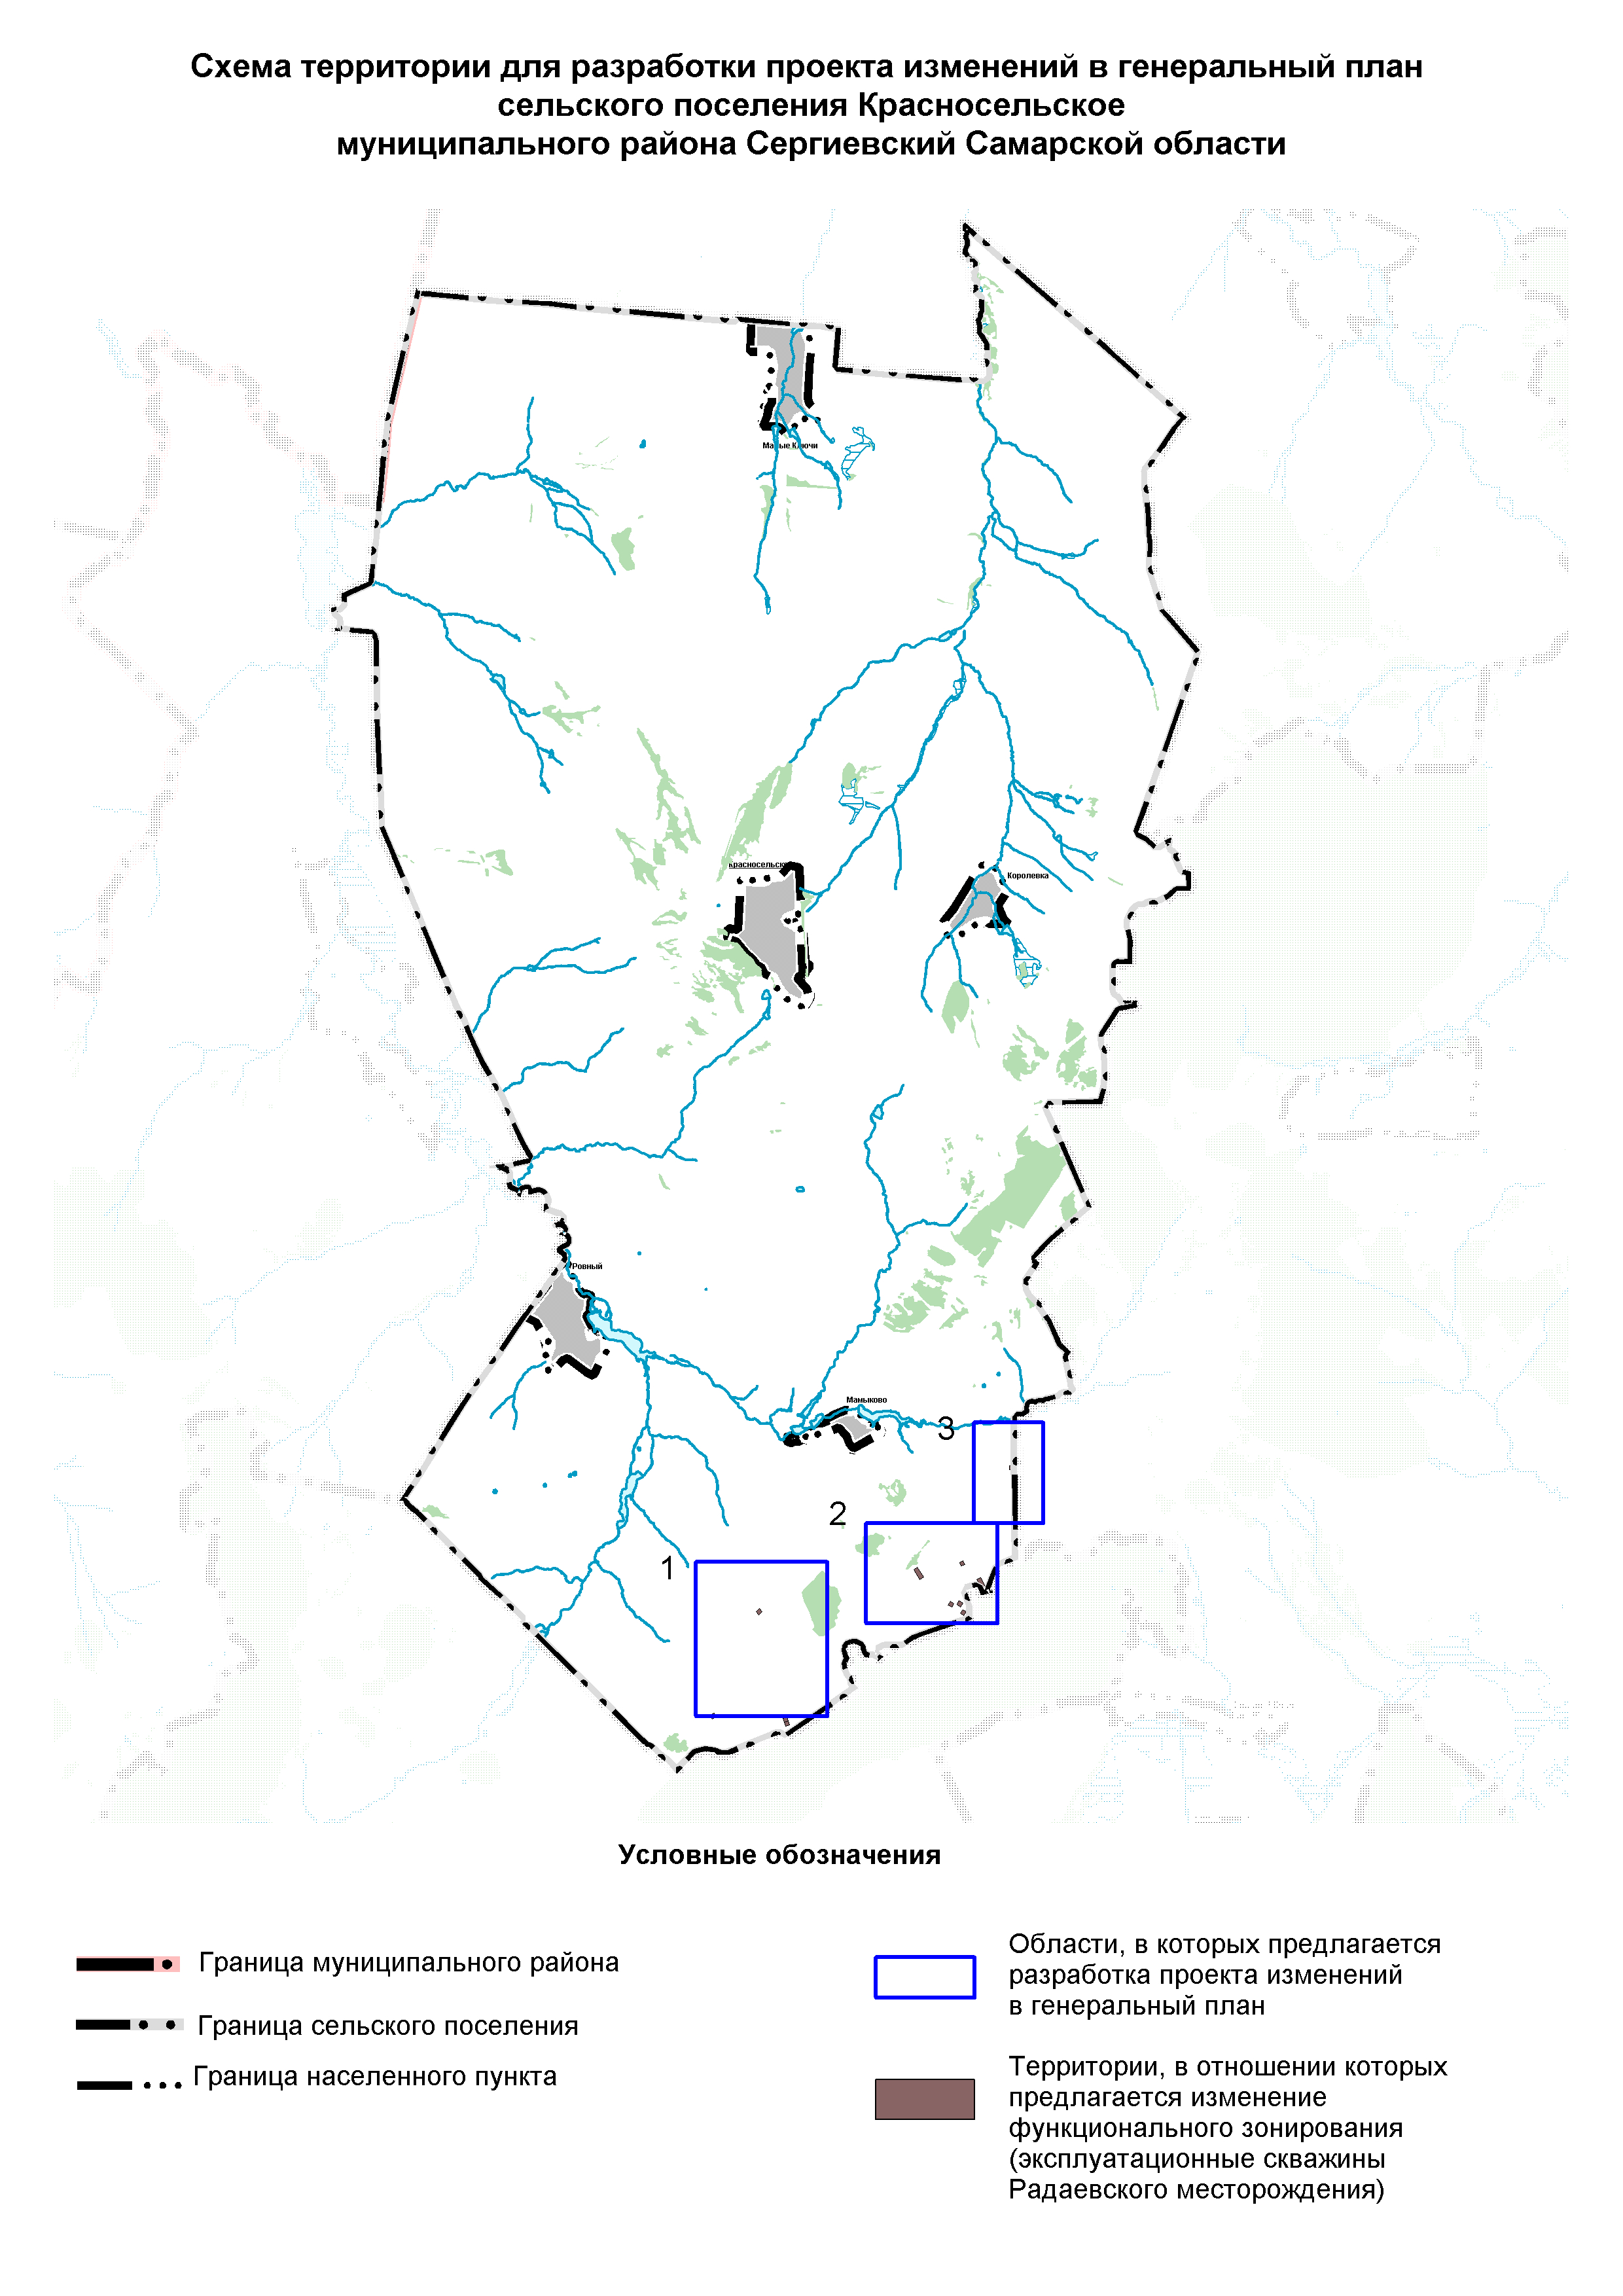 Схема территории для разработки проекта изменений в генеральный план
сельского поселения Красносельское
муниципального района Сергиевский Самарской области
Малые Ключи
Красносельск
Королевка
Ровный
Мамыково
3
2
1
Условные обозначения
Граница муниципального района
Граница сельского поселения
Граница населенного пункта
Области, в которых предлагается
разработка проекта изменений
в генеральный план
Территории, в отношении которых
предлагается изменение
функционального зонирования
(эксплуатационные скважины
Радаевского месторождения)